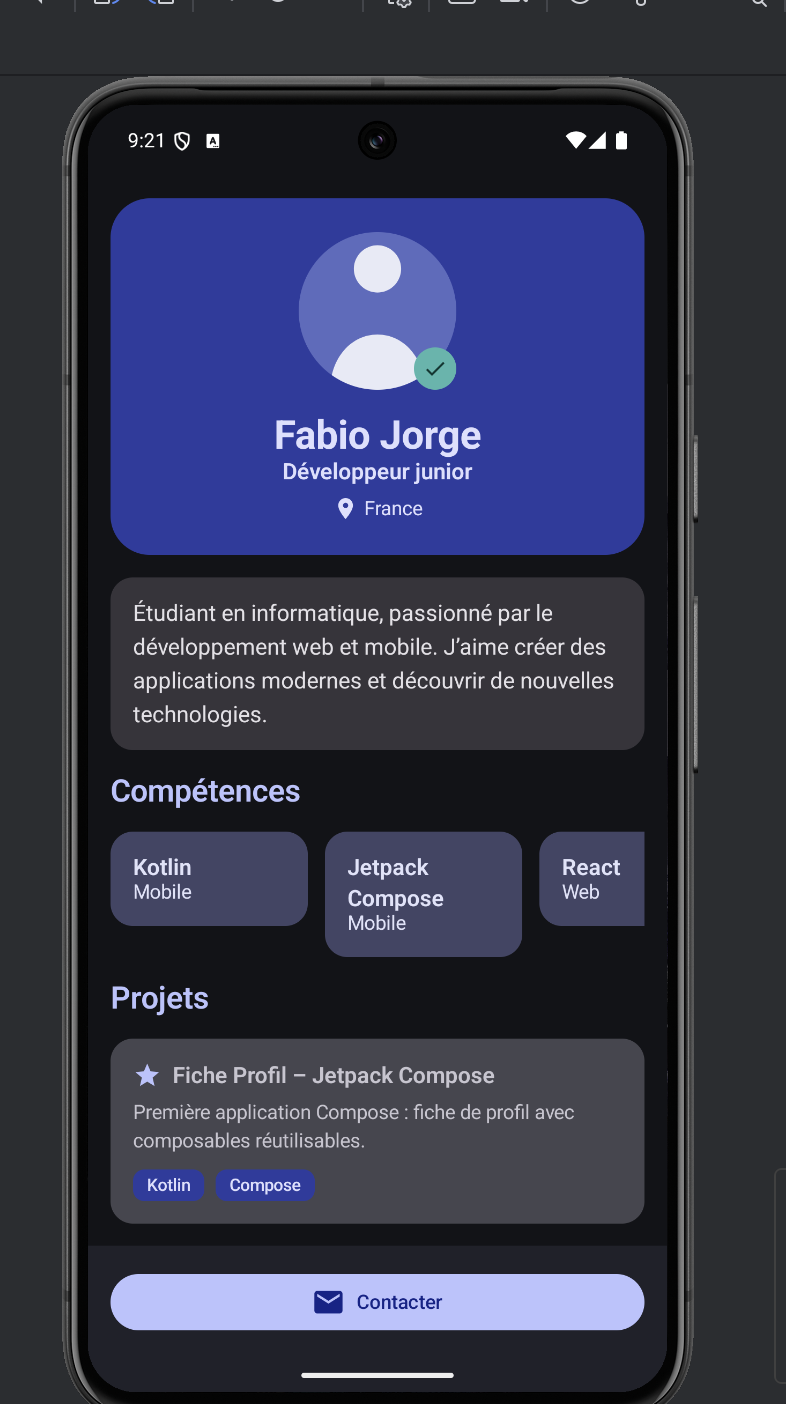 9:21
A
Fabio Jorge
Développeur junior
France
Étudiant en informatique, passionné par le
développement web et mobile. J’aime créer des
applications modernes et découvrir de nouvelles
technologies.
Compétences
Kotlin
Mobile
Jetpack
Compose
Mobile
React
Web
Projets
Fiche Profil – Jetpack Compose
Première application Compose : fiche de profil avec
composables réutilisables.
Kotlin
Compose
Contacter